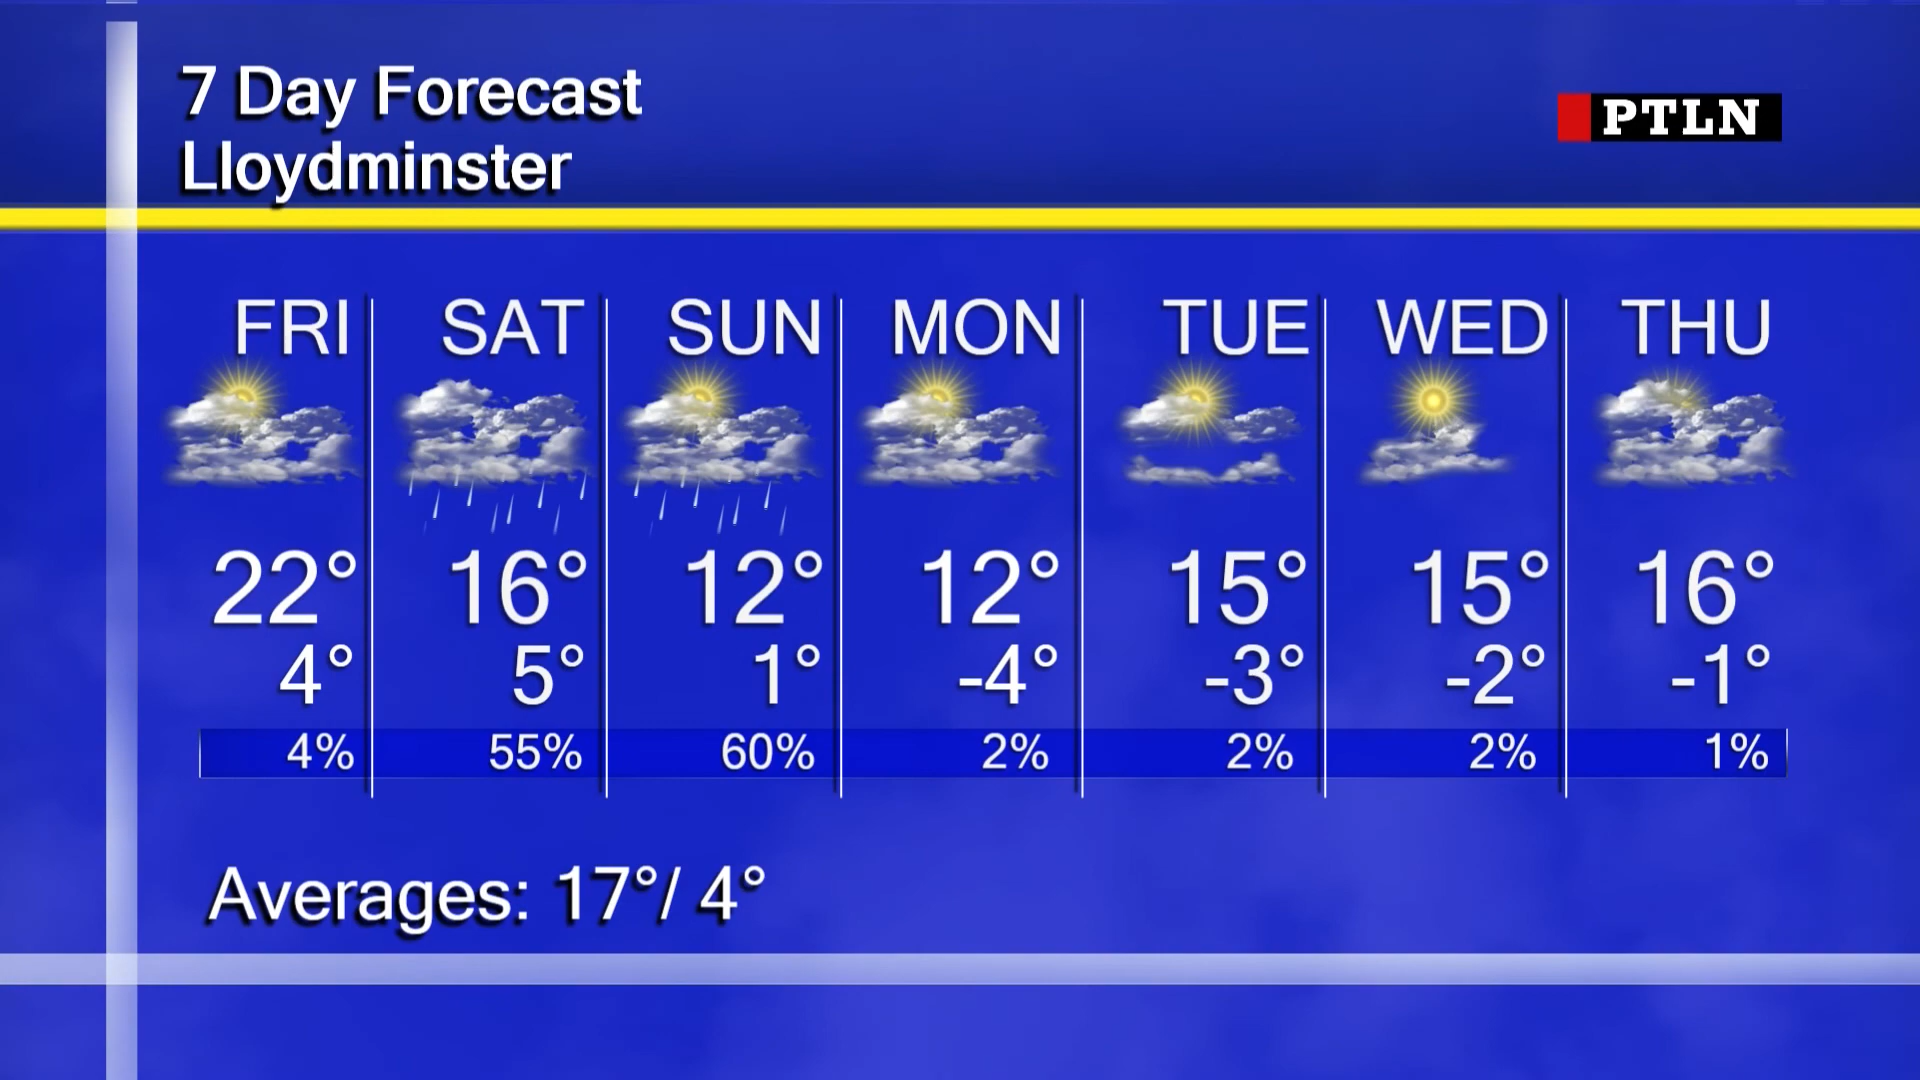 7 Day Forecast
Lloydminster
PTLN
FRI SAT SUN MON TUE WED THU
22° 16° 12° 12° 15° 15° 16°
4° 5° 1° -4° -3° -2° -1°
4% 55% 60% 2% 2% 2% 1%
Averages: 17°/ 4°